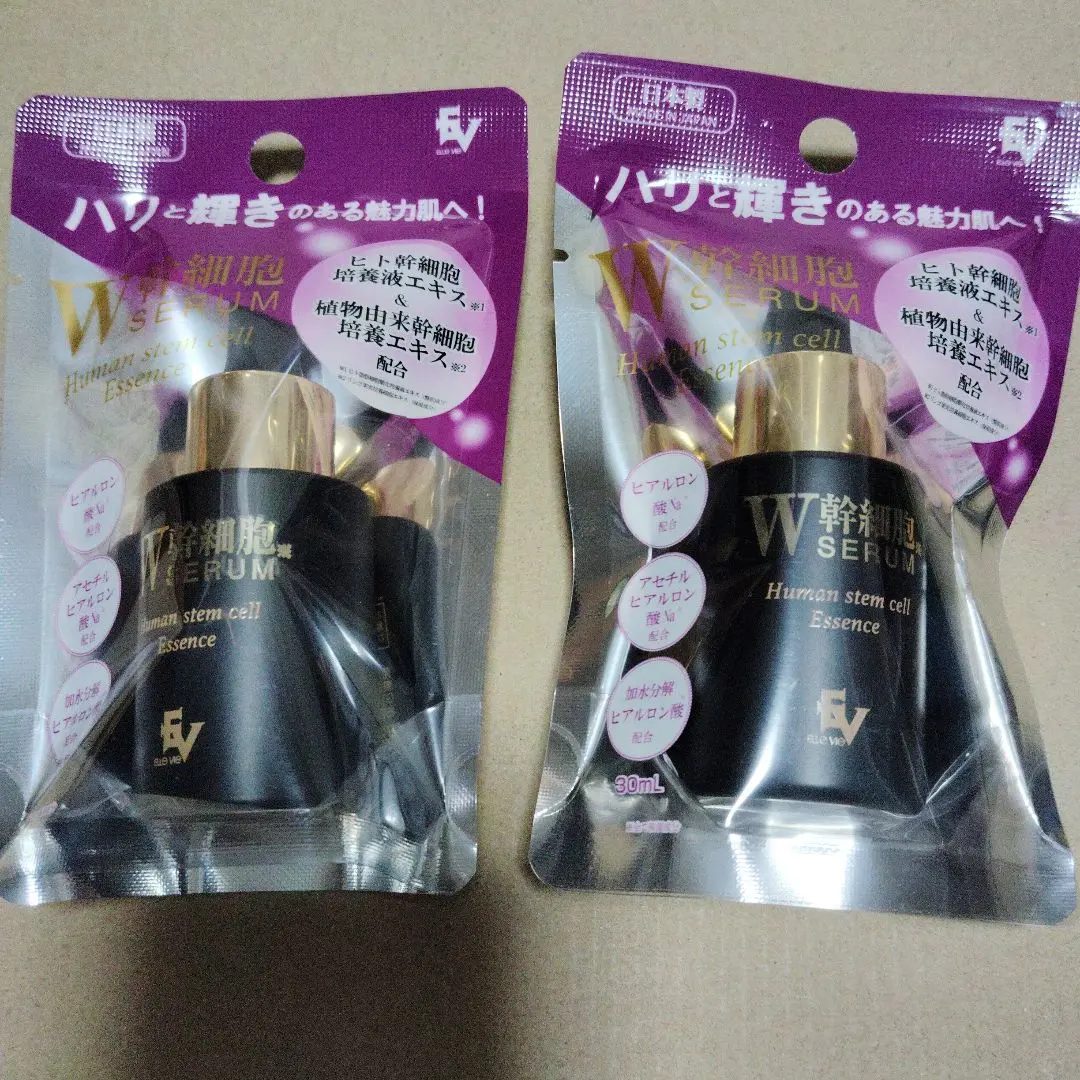 EV
ELLE VIE
ハリと輝きのある魅力肌へ!
W幹細胞
SERUM
Human stem cell
Essence
ヒト幹細胞
培養液エキス※1
&
植物由来幹細胞
培養エキス※2
配合
ヒアルロン
酸Na
配合
アセチル
ヒアルロン
酸Na
配合
加水分解
ヒアルロン酸
配合
W幹細胞
SERUM
Human stem cell
Essence
EV
ELLE VIE
日本製
MADE IN JAPAN
EV
ELLE VIE
ハリと輝きのある魅力肌へ!
W幹細胞
SERUM
Human stem cell
Essence
ヒト幹細胞
培養液エキス※1
&
植物由来幹細胞
培養エキス※2
配合
ヒアルロン
酸Na
配合
アセチル
ヒアルロン
酸Na
配合
加水分解
ヒアルロン酸
配合
30mL
W幹細胞
SERUM
Human stem cell
Essence
EV
ELLE VIE